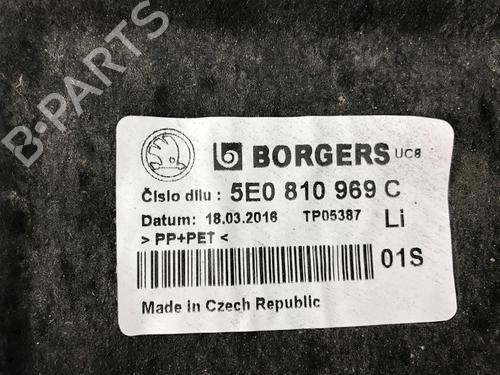 B-PARTS
BORGERS UC8
Číslo dílu : 5E0 810 969 C
Datum: 18.03.2016 TP05387 Li
> PP+PET <
01S
Made in Czech Republic